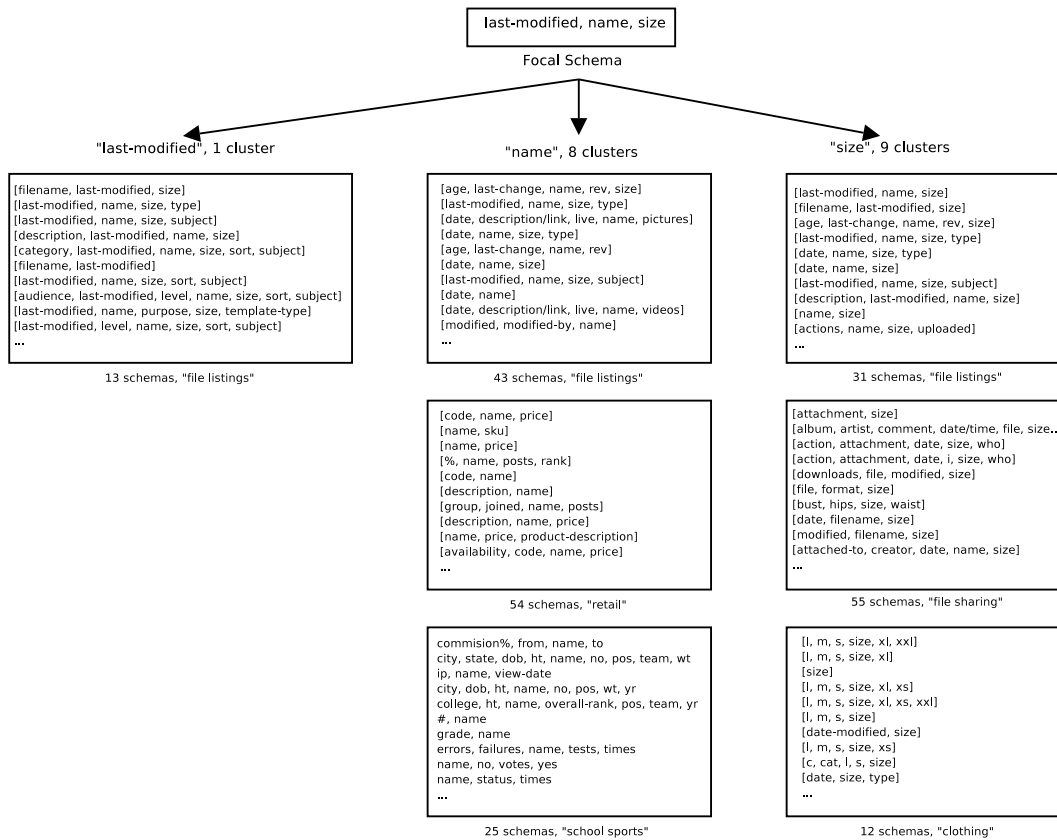 last-modified, name, size
Focal Schema
"last-modified", 1 cluster
[filename, last-modified, size]
[last-modified, name, size, type]
[last-modified, name, size, subject]
[description, last-modified, name, size]
[category, last-modified, name, size, sort, subject]
[filename, last-modified]
[last-modified, name, size, sort, subject]
[audience, last-modified, level, name, size, sort, subject]
[last-modified, name, purpose, size, template-type]
[last-modified, level, name, size, sort, subject]
...
13 schemas, "file listings"
"name", 8 clusters
[age, last-change, name, rev, size]
[last-modified, name, size, type]
[date, description/link, live, name, pictures]
[date, name, size, type]
[age, last-change, name, rev]
[date, name, size]
[last-modified, name, size, subject]
[date, name]
[date, description/link, live, name, videos]
[modified, modified-by, name]
...
43 schemas, "file listings"
[code, name, price]
[name, sku]
[name, price]
[%, name, posts, rank]
[code, name]
[description, name]
[group, joined, name, posts]
[description, name, price]
[name, price, product-description]
[availability, code, name, price]
...
54 schemas, "retail"
commision%, from, name, to
city, state, dob, ht, name, no, pos, team, wt
ip, name, view-date
city, dob, ht, name, no, pos, wt, yr
college, ht, name, overall-rank, pos, team, yr
#, name
grade, name
errors, failures, name, tests, times
name, no, votes, yes
name, status, times
...
25 schemas, "school sports"
"size", 9 clusters
[last-modified, name, size]
[filename, last-modified, size]
[age, last-change, name, rev, size]
[last-modified, name, size, type]
[date, name, size, type]
[date, name, size]
[last-modified, name, size, subject]
[description, last-modified, name, size]
[name, size]
[actions, name, size, uploaded]
...
31 schemas, "file listings"
[attachment, size]
[album, artist, comment, date/time, file, size...
[action, attachment, date, size, who]
[action, attachment, date, i, size, who]
[downloads, file, modified, size]
[file, format, size]
[bust, hips, size, waist]
[date, filename, size]
[modified, filename, size]
[attached-to, creator, date, name, size]
...
55 schemas, "file sharing"
[l, m, s, size, xl, xxl]
[l, m, s, size, xl]
[size]
[l, m, s, size, xl, xs]
[l, m, s, size, xl, xs, xxl]
[l, m, s, size]
[date-modified, size]
[l, m, s, size, xs]
[c, cat, l, s, size]
[date, size, type]
...
12 schemas, "clothing"